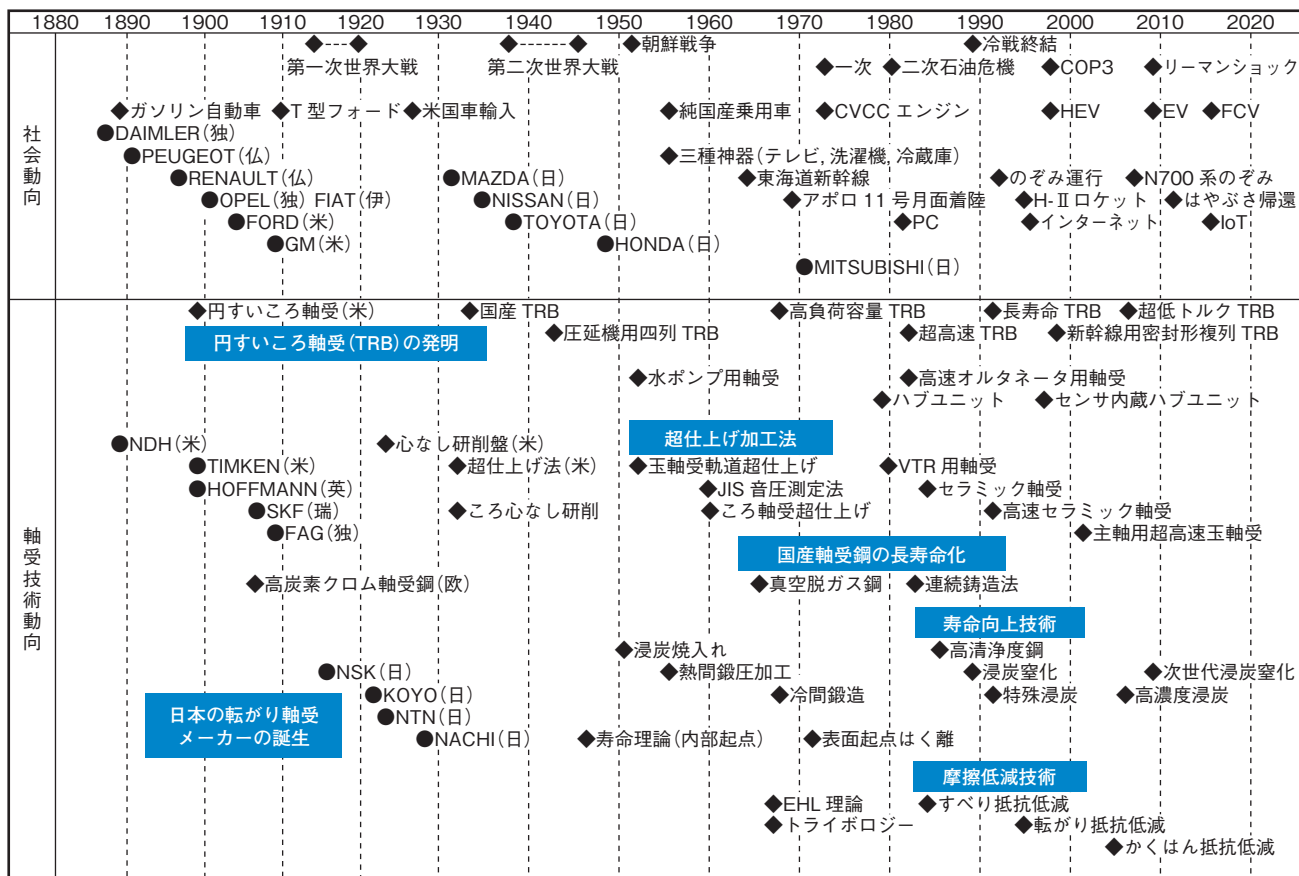 1880 1890 1900 1910 1920 1930 1940 1950 1960 1970 1980 1990 2000 2010 2020
社会動向
◆---◆ ◆------◆ ◆朝鮮戦争 ◆冷戦終結
第一次世界大戦 第二次世界大戦 ◆一次 ◆二次石油危機 ◆COP3 ◆リーマンショック
◆ガソリン自動車 ◆T 型フォード ◆米国車輸入 ◆純国産乗用車 ◆CVCC エンジン ◆HEV ◆EV ◆FCV
●DAIMLER(独)
●PEUGEOT(仏) ◆三種神器(テレビ, 洗濯機, 冷蔵庫)
●RENAULT(仏) ●MAZDA(日) ◆東海道新幹線 ◆のぞみ運行 ◆N700 系のぞみ
●OPEL(独) FIAT(伊) ●NISSAN(日) ◆アポロ 11 号月面着陸 ◆H-Ⅱロケット ◆はやぶさ帰還
●FORD(米) ●TOYOTA(日) ◆PC ◆インターネット ◆IoT
●GM(米) ●HONDA(日)
●MITSUBISHI(日)
軸受技術動向
◆円すいころ軸受(米) ◆国産 TRB ◆高負荷容量 TRB ◆長寿命 TRB ◆超低トルク TRB
円すいころ軸受(TRB)の発明 ◆圧延機用四列 TRB ◆超高速 TRB ◆新幹線用密封形複列 TRB
◆水ポンプ用軸受 ◆高速オルタネータ用軸受
◆ハブユニット ◆センサ内蔵ハブユニット
超仕上げ加工法
●NDH(米) ◆心なし研削盤(米)
●TIMKEN(米) ◆超仕上げ法(米) ◆玉軸受軌道超仕上げ ◆VTR 用軸受
●HOFFMANN(英) ◆JIS 音圧測定法 ◆セラミック軸受
●SKF(瑞) ◆ころ心なし研削 ◆ころ軸受超仕上げ ◆高速セラミック軸受
●FAG(独) ◆主軸用超高速玉軸受
国産軸受鋼の長寿命化
◆高炭素クロム軸受鋼(欧) ◆真空脱ガス鋼 ◆連続鋳造法
寿命向上技術
◆浸炭焼入れ ◆高清浄度鋼
●NSK(日) ◆熱間鍛圧加工 ◆浸炭窒化 ◆次世代浸炭窒化
●KOYO(日) ◆冷間鍛造 ◆特殊浸炭 ◆高濃度浸炭
日本の転がり軸受
メーカーの誕生
●NTN(日)
●NACHI(日) ◆寿命理論(内部起点) ◆表面起点はく離
摩擦低減技術
◆EHL 理論 ◆すべり抵抗低減
◆トライボロジー ◆転がり抵抗低減
◆かくはん抵抗低減